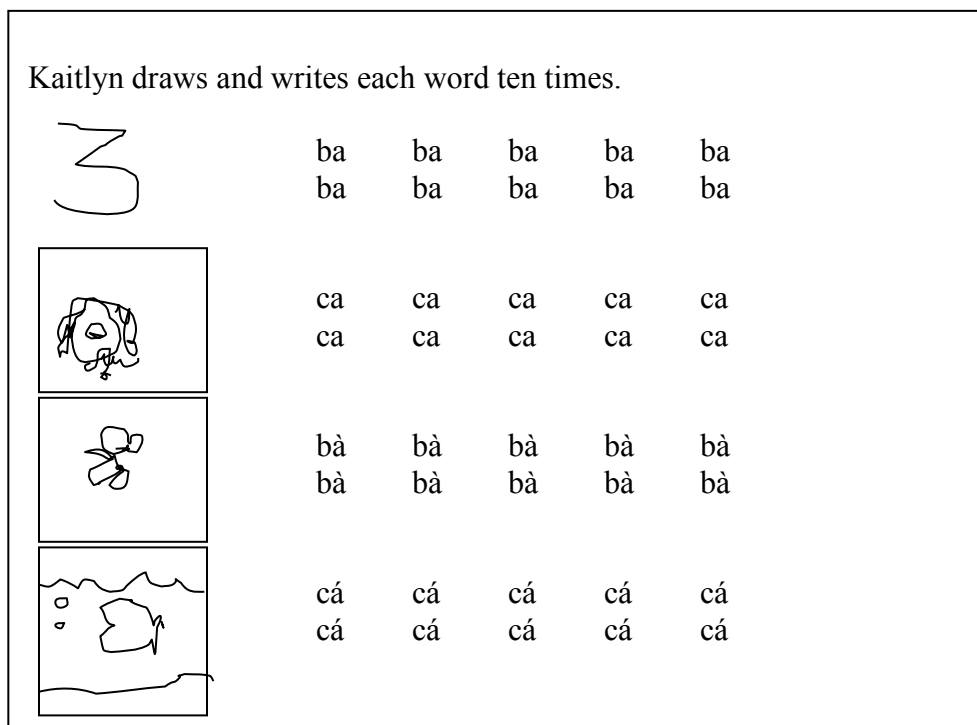 Kaitlyn draws and writes each word ten times.
3
ba ba ba ba ba
ba ba ba ba ba
ca ca ca ca ca
ca ca ca ca ca
bà bà bà bà bà
bà bà bà bà bà
cá cá cá cá cá
cá cá cá cá cá